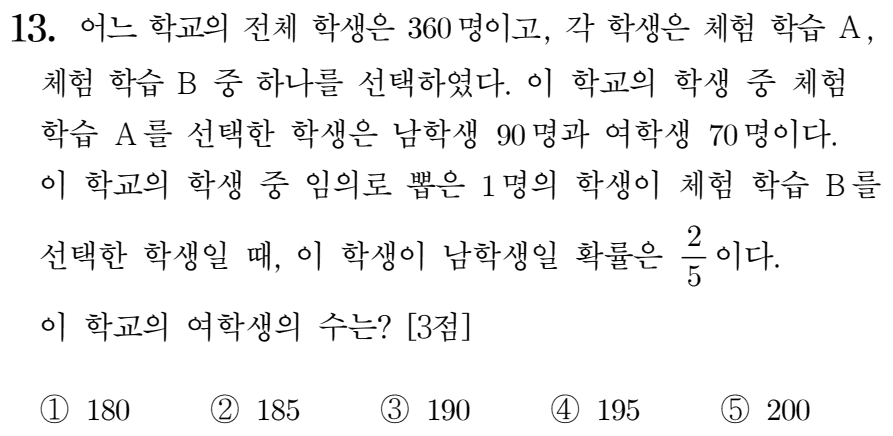 13. 어느 학교의 전체 학생은 360명이고, 각 학생은 체험 학습 A,
체험 학습 B 중 하나를 선택하였다. 이 학교의 학생 중 체험
학습 A를 선택한 학생은 남학생 90명과 여학생 70명이다.
이 학교의 학생 중 임의로 뽑은 1명의 학생이 체험 학습 B를
선택한 학생일 때, 이 학생이 남학생일 확률은 2/5 이다.
이 학교의 여학생의 수는? [3점]
① 180 ② 185 ③ 190 ④ 195 ⑤ 200